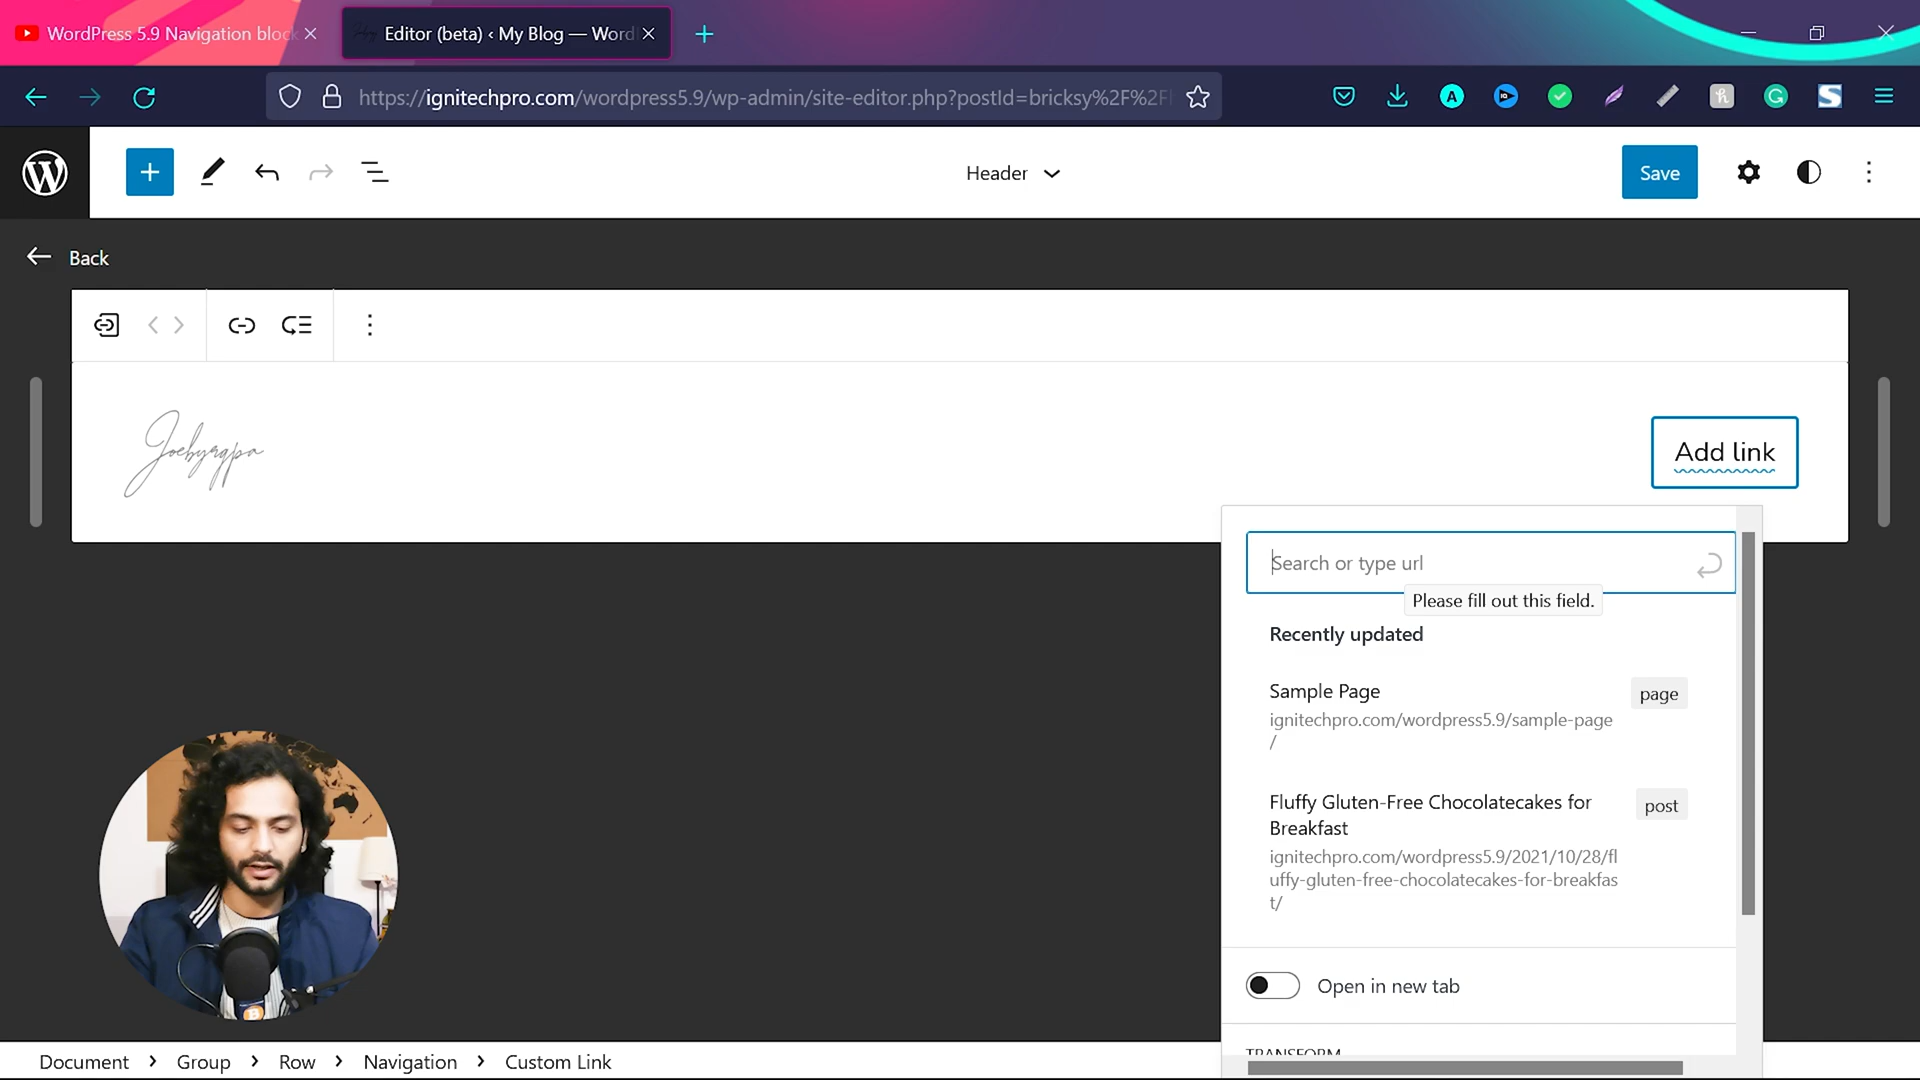 WordPress 5.9 Navigation block
Editor (beta) ‹ My Blog — Word
https://ignitechpro.com/wordpress5.9/wp-admin/site-editor.php?postId=bricksy%2F%2F
Header
Save
Back
Add link
Search or type url
Please fill out this field.
Recently updated
Sample Page
page
ignitechpro.com/wordpress5.9/sample-page
/
Fluffy Gluten-Free Chocolatecakes for
Breakfast
post
ignitechpro.com/wordpress5.9/2021/10/28/fl
uffy-gluten-free-chocolatecakes-for-breakfas
t/
Open in new tab
TRANSFORM
Document > Group > Row > Navigation > Custom Link